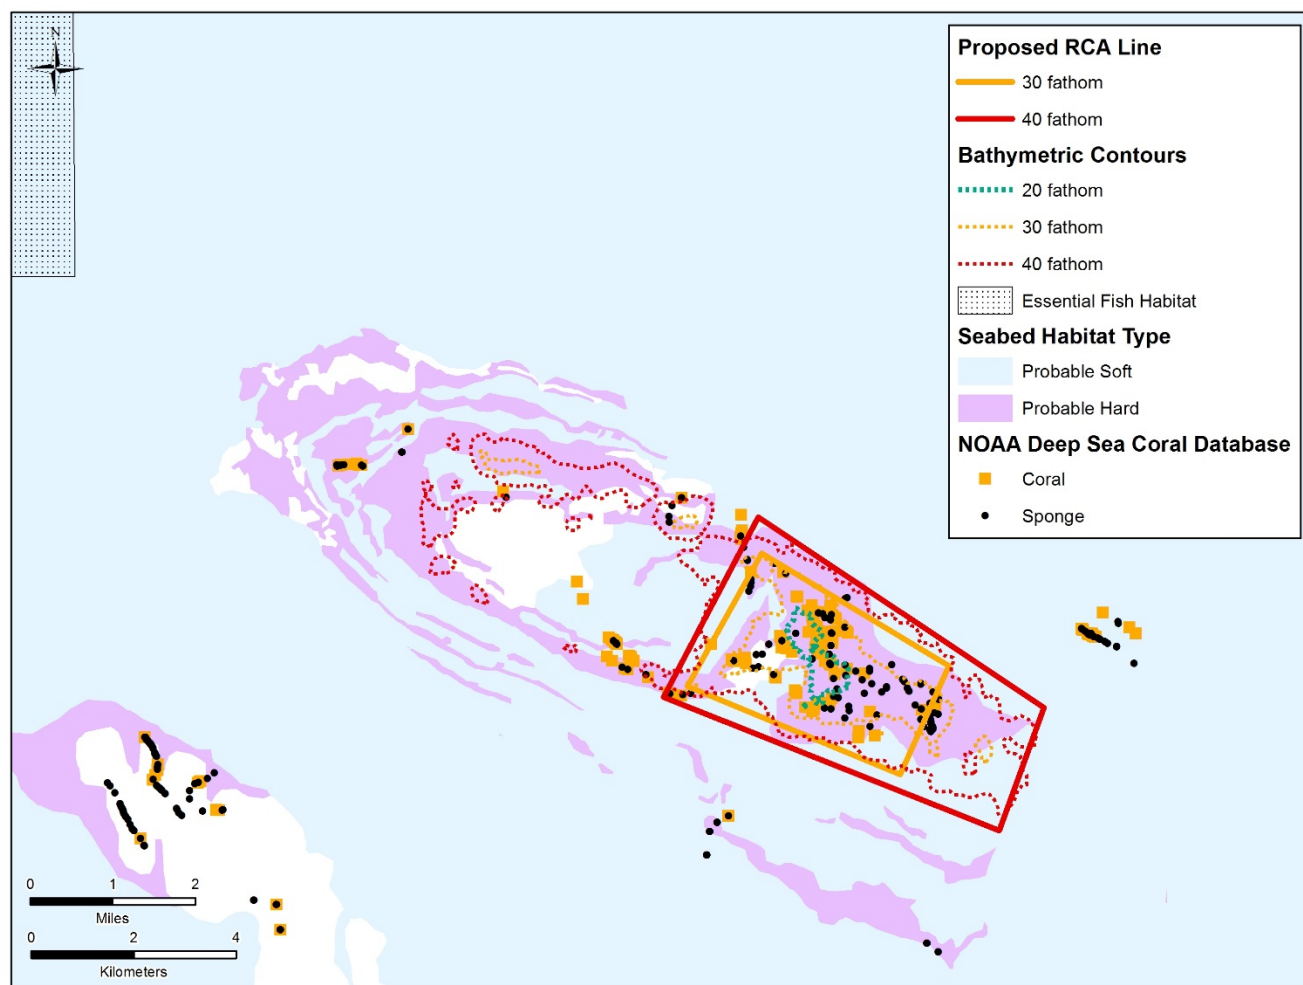 N
Proposed RCA Line
30 fathom
40 fathom
Bathymetric Contours
20 fathom
30 fathom
40 fathom
Essential Fish Habitat
Seabed Habitat Type
Probable Soft
Probable Hard
NOAA Deep Sea Coral Database
Coral
Sponge
0 1 2
Miles
0 2 4
Kilometers